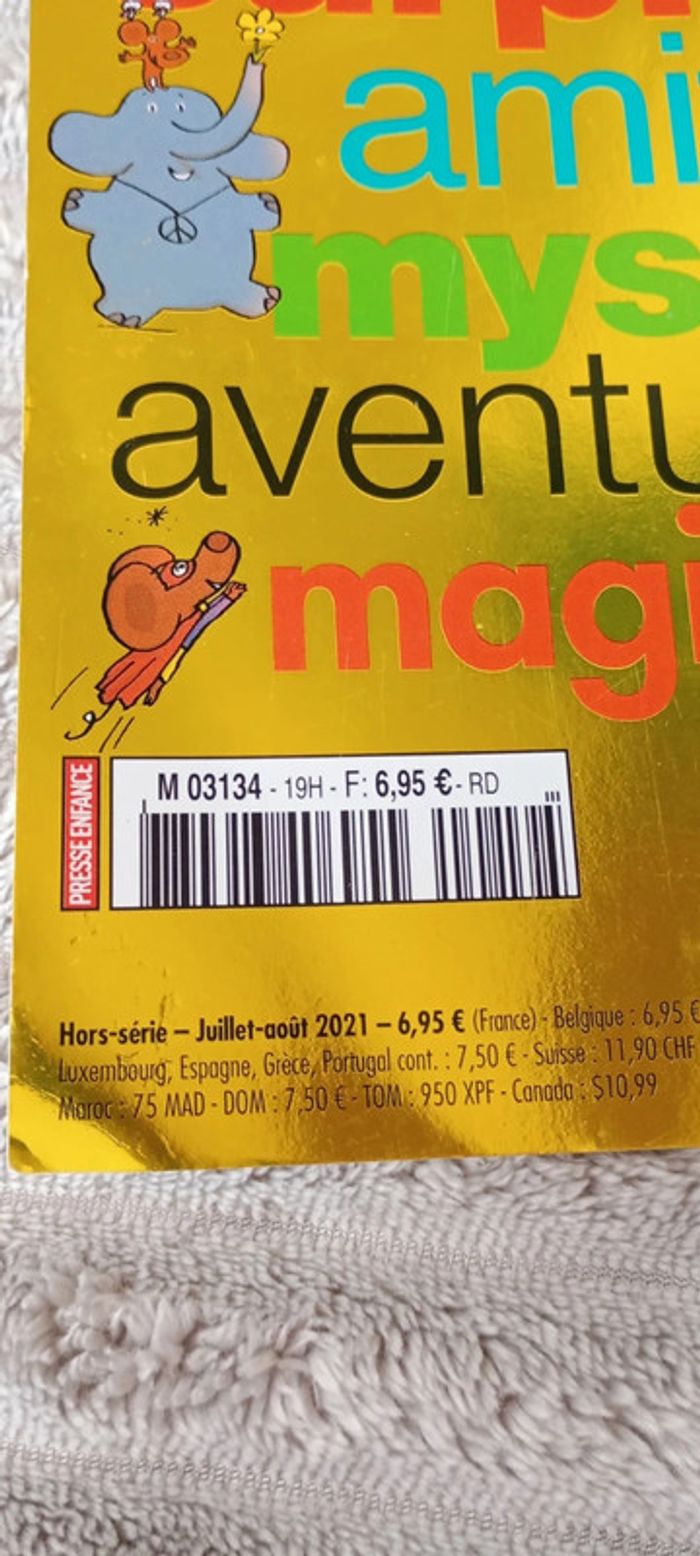 ami
mys
aventu
magi
PRESSE ENFANCE
M 03134 - 19H - F: 6,95 € - RD
Hors-série – Juillet-août 2021 – 6,95 € (France) - Belgique : 6,95 €
Luxembourg, Espagne, Grèce, Portugal cont. : 7,50 € - Suisse : 11,90 CHF
Maroc : 75 MAD - DOM : 7,50 € - TOM : 950 XPF - Canada : $10,99